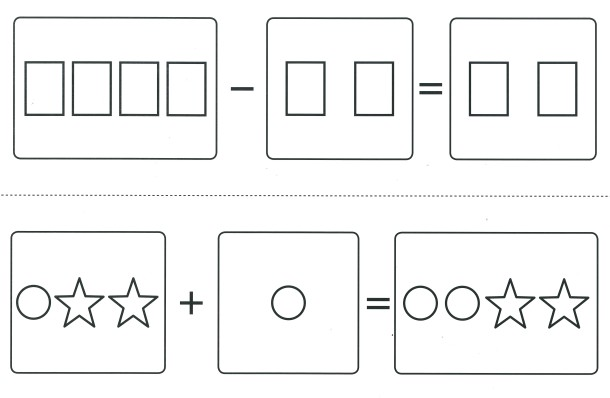 − =
+ =